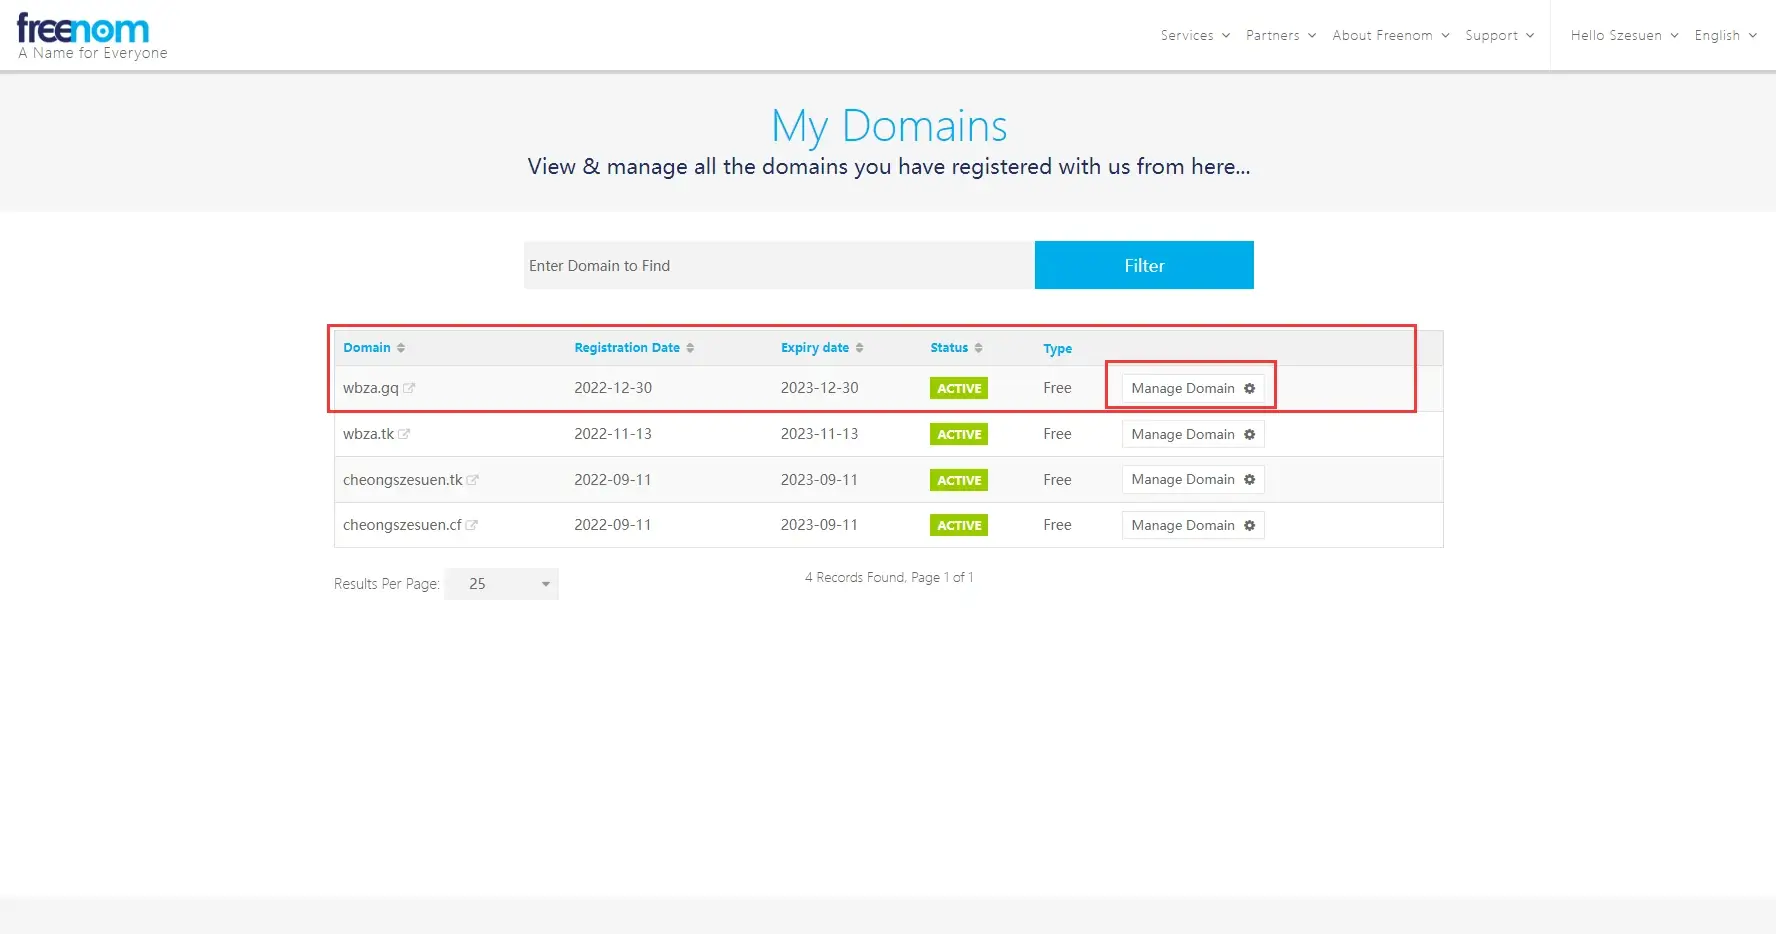 freenom
A Name for Everyone
Services Partners About Freenom Support Hello Szesuen English
My Domains
View & manage all the domains you have registered with us from here...
Enter Domain to Find Filter
Domain Registration Date Expiry date Status Type
wbza.gq 2022-12-30 2023-12-30 ACTIVE Free Manage Domain
wbza.tk 2022-11-13 2023-11-13 ACTIVE Free Manage Domain
cheongszesuen.tk 2022-09-11 2023-09-11 ACTIVE Free Manage Domain
cheongszesuen.cf 2022-09-11 2023-09-11 ACTIVE Free Manage Domain
Results Per Page: 25 4 Records Found, Page 1 of 1